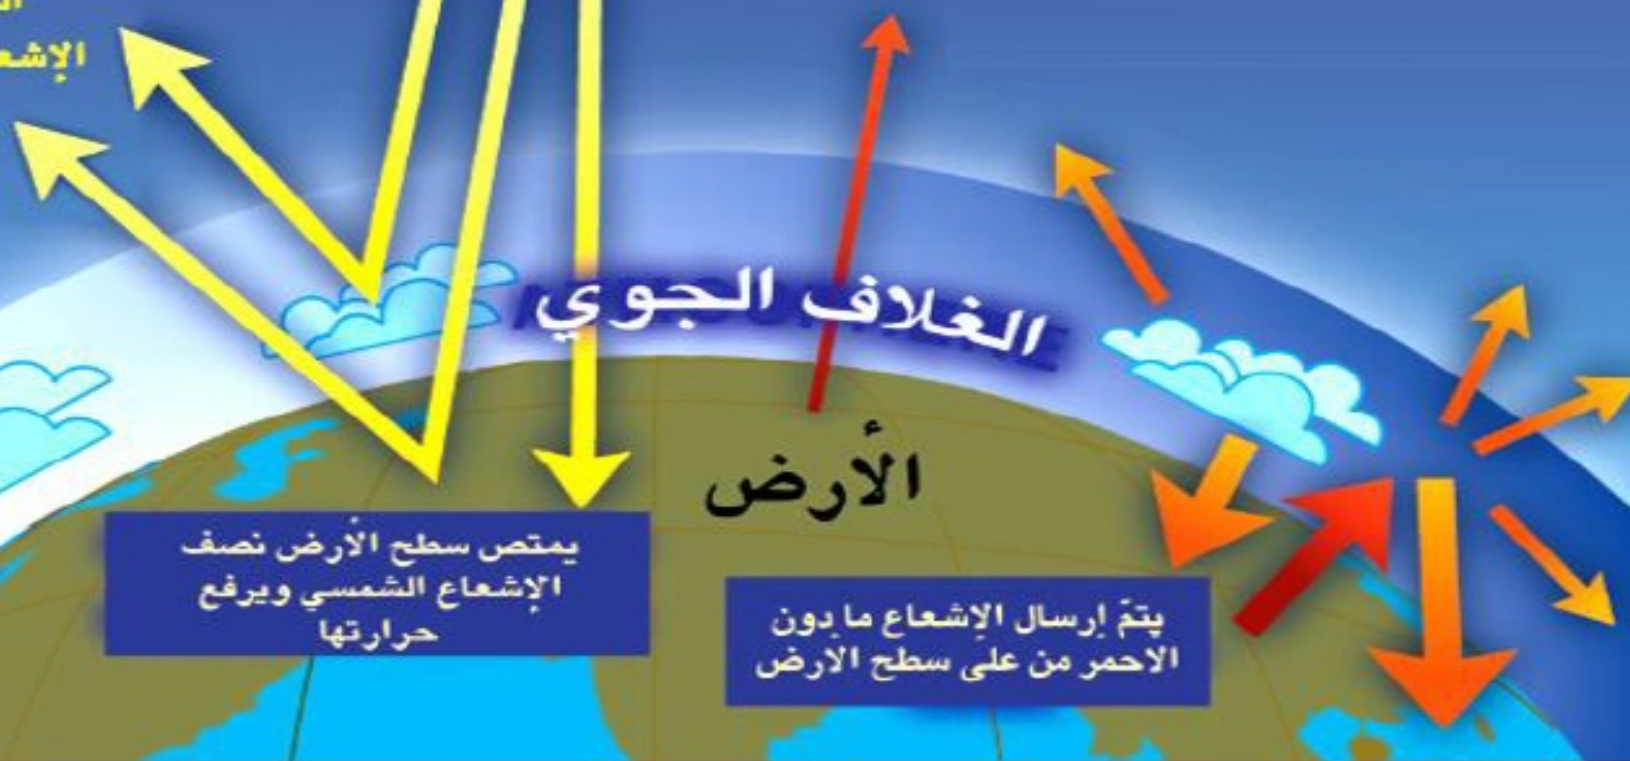 الغلاف الجوي
الأرض
يمتص سطح الأرض نصف
الإشعاع الشمسي ويرفع
حرارتها
يتمّ إرسال الإشعاع ما دون
الاحمر من على سطح الارض